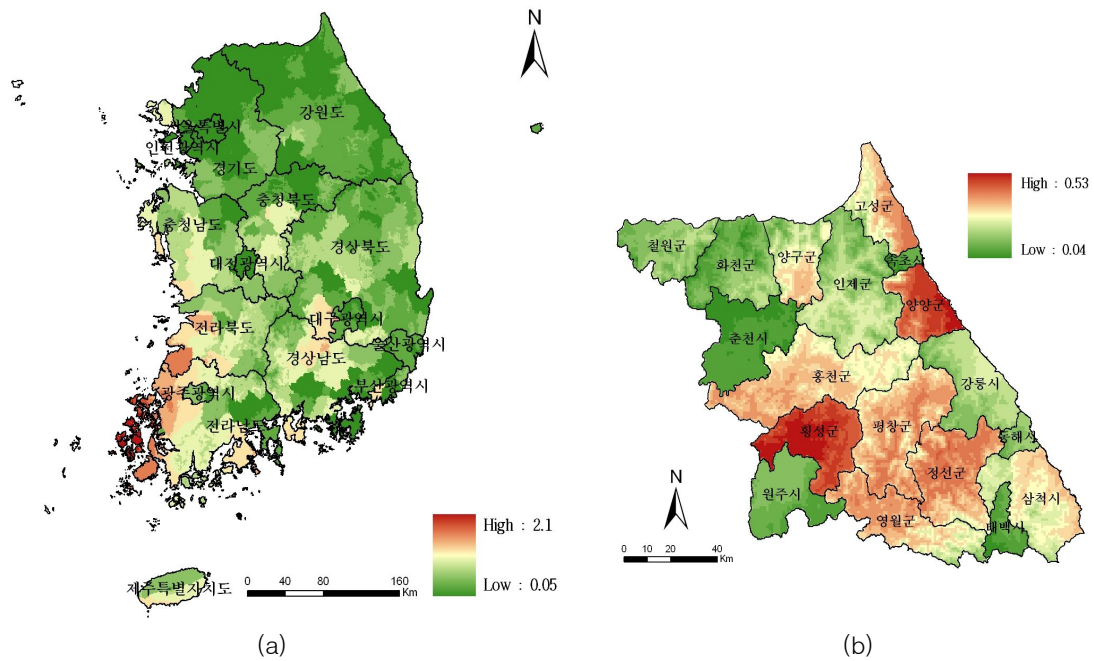 N
강원도
서울특별시
인천광역시
경기도
충청북도
충청남도
경상북도
대전광역시
대구광역시
전라북도
울산광역시
경상남도
부산광역시
광주광역시
전라남도
제주특별자치도
High : 2.1
Low : 0.05
0 40 80 160
Km
(a)
고성군
High : 0.53
Low : 0.04
철원군
화천군
양구군
속초시
인제군
양양군
춘천시
홍천군
강릉시
횡성군
평창군
동해시
정선군
원주시
삼척시
영월군
태백시
N
0 10 20 40
Km
(b)